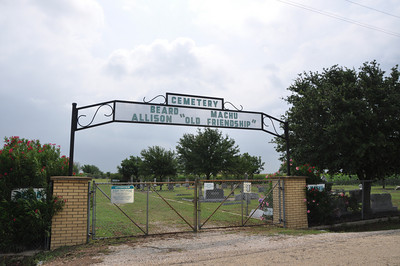 CEMETERY
BEARD MACHU
ALLISON "OLD FRIENDSHIP"